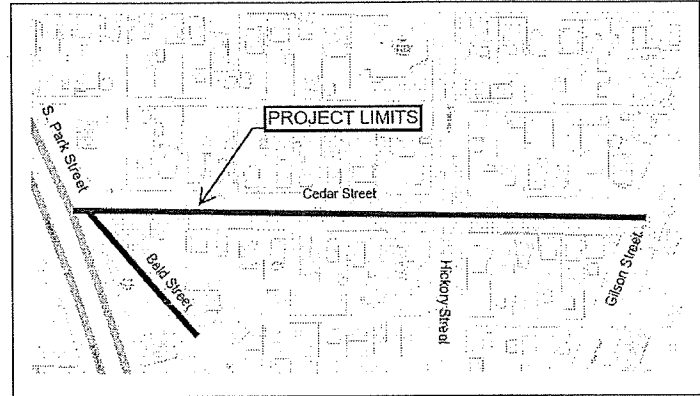 S. Park Street
PROJECT LIMITS
Cedar Street
Beld Street
Hickory Street
Gilson Street